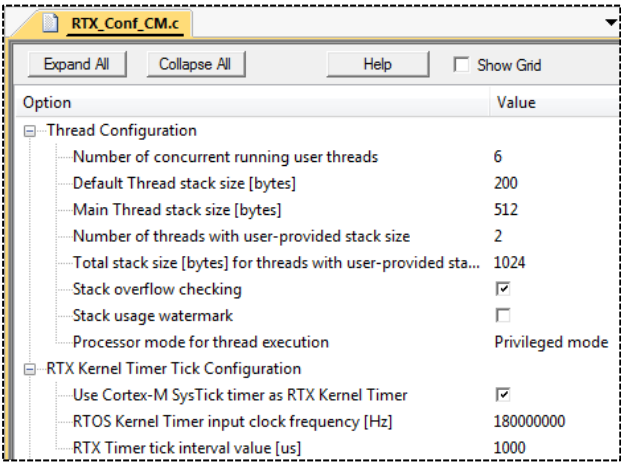 RTX_Conf_CM.c
Expand All Collapse All Help Show Grid
Option Value
Thread Configuration
Number of concurrent running user threads 6
Default Thread stack size [bytes] 200
Main Thread stack size [bytes] 512
Number of threads with user-provided stack size 2
Total stack size [bytes] for threads with user-provided sta... 1024
Stack overflow checking
Stack usage watermark
Processor mode for thread execution Privileged mode
RTX Kernel Timer Tick Configuration
Use Cortex-M SysTick timer as RTX Kernel Timer
RTOS Kernel Timer input clock frequency [Hz] 180000000
RTX Timer tick interval value [us] 1000